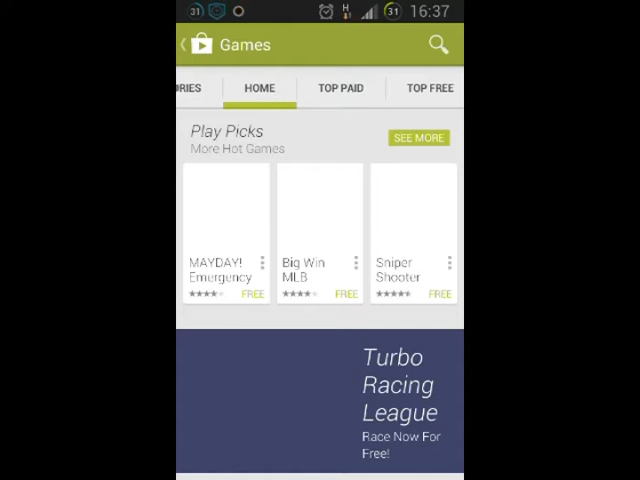 31 H 31 16:37
Games
ORIES HOME TOP PAID TOP FREE
Play Picks
More Hot Games
SEE MORE
MAYDAY!
Emergency
FREE
Big Win
MLB
FREE
Sniper
Shooter
FREE
Turbo
Racing
League
Race Now For
Free!